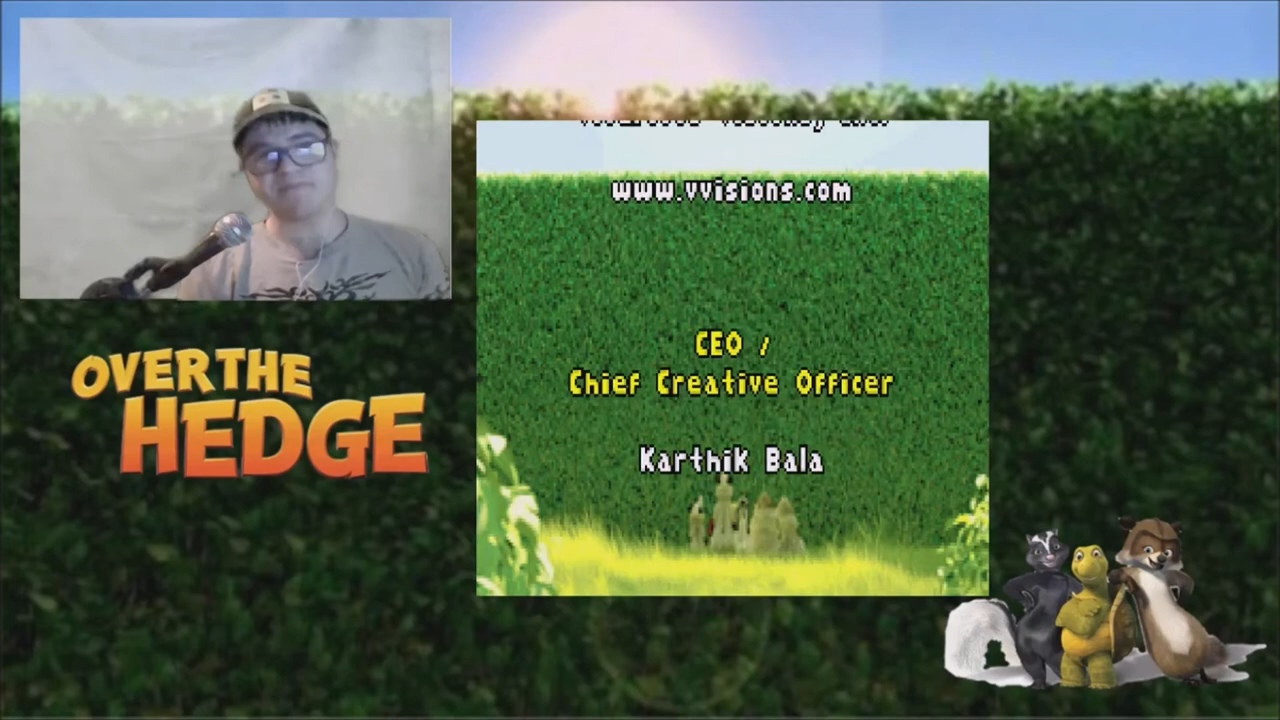 www.vvisions.com
CEO /
Chief Creative Officer
Karthik Bala
OVER THE
HEDGE